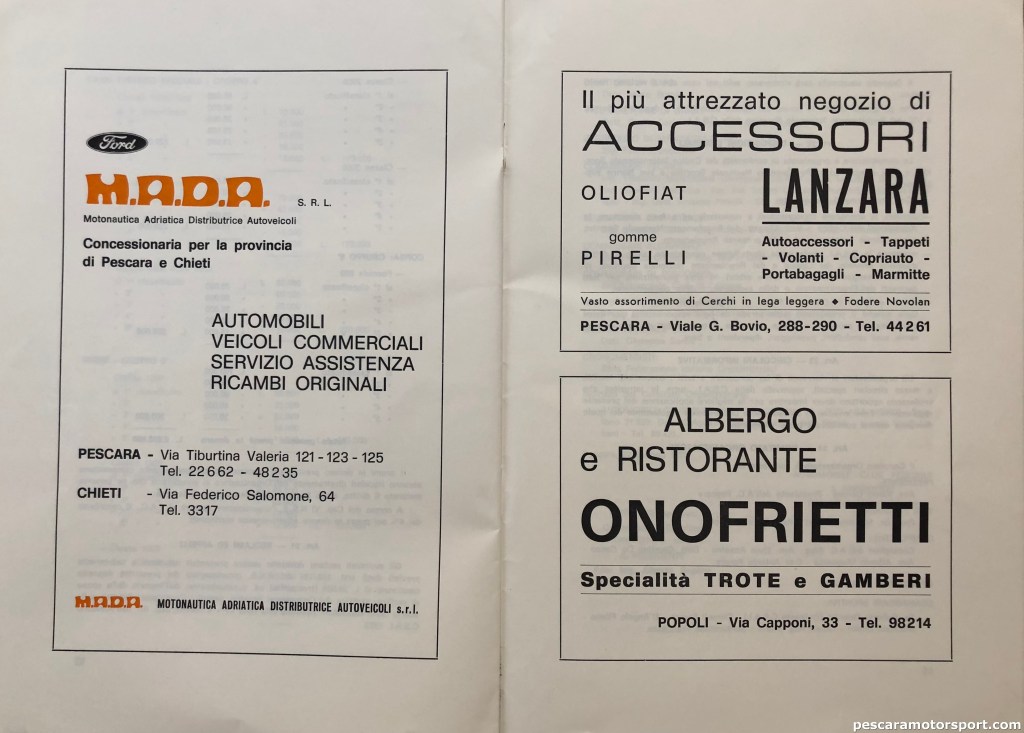 Ford
M.A.D.A. S. R. L.
Motonautica Adriatica Distributrice Autoveicoli
Concessionaria per la provincia
di Pescara e Chieti
AUTOMOBILI
VEICOLI COMMERCIALI
SERVIZIO ASSISTENZA
RICAMBI ORIGINALI
PESCARA - Via Tiburtina Valeria 121 - 123 - 125
Tel. 22662 - 48235
CHIETI - Via Federico Salomone, 64
Tel. 3317
M.A.D.A. MOTONAUTICA ADRIATICA DISTRIBUTRICE AUTOVEICOLI s.r.l.
Il più attrezzato negozio di
ACCESSORI
OLIOFIAT
LANZARA
gomme
PIRELLI
Autoaccessori - Tappeti
- Volanti - Copriauto -
Portabagagli - Marmitte
Vasto assortimento di Cerchi in lega leggera ◆ Fodere Novolan
PESCARA - Viale G. Bovio, 288-290 - Tel. 44261
ALBERGO
e RISTORANTE
ONOFRIETTI
Specialità TROTE e GAMBERI
POPOLI - Via Capponi, 33 - Tel. 98214
pescaramotorsport.com